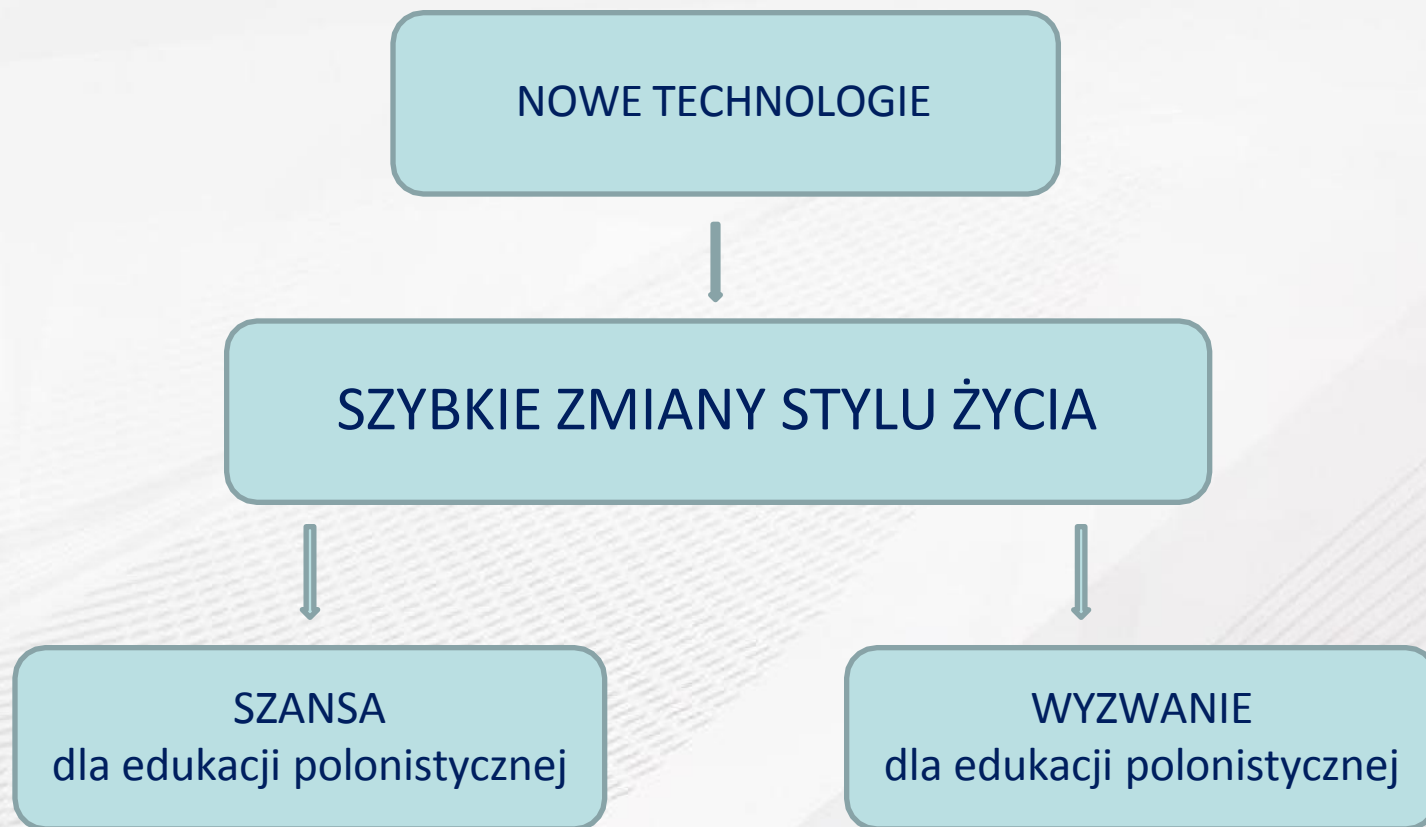 NOWE TECHNOLOGIE
SZYBKIE ZMIANY STYLU ŻYCIA
SZANSA
dla edukacji polonistycznej
WYZWANIE
dla edukacji polonistycznej